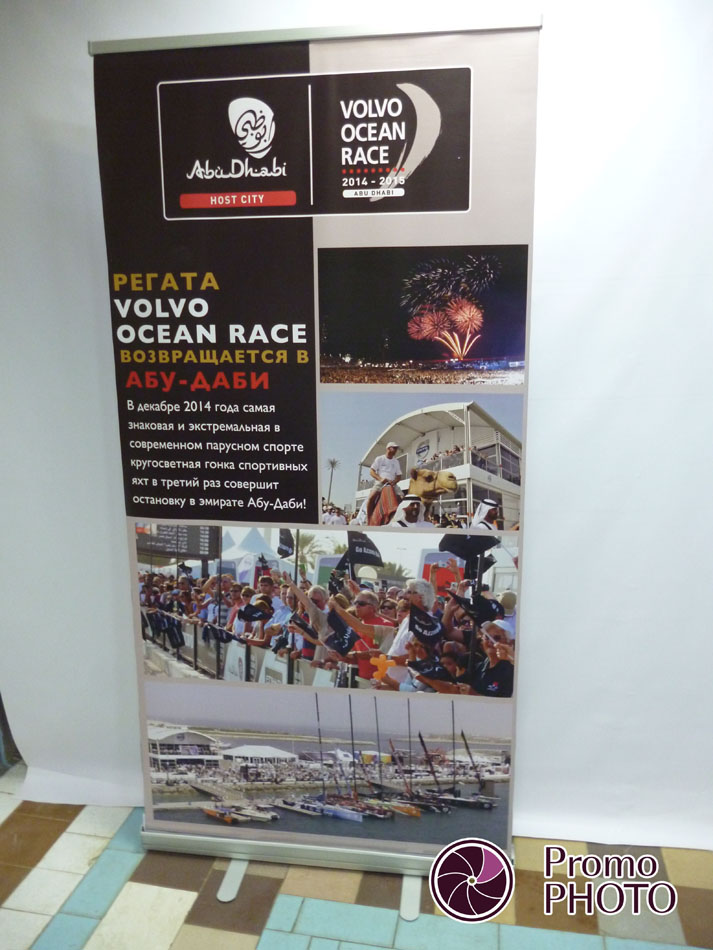 أبوظبي
Abu Dhabi
HOST CITY
VOLVO
OCEAN
RACE
2014 - 2015
ABU DHABI
РЕГАТА
VOLVO
OCEAN RACE
ВОЗВРАЩАЕТСЯ В
АБУ-ДАБИ
В декабре 2014 года самая
знаковая и экстремальная в
современном парусном спорте
кругосветная гонка спортивных
яхт в третий раз совершит
остановку в эмирате Абу-Даби!
Promo
PHOTO